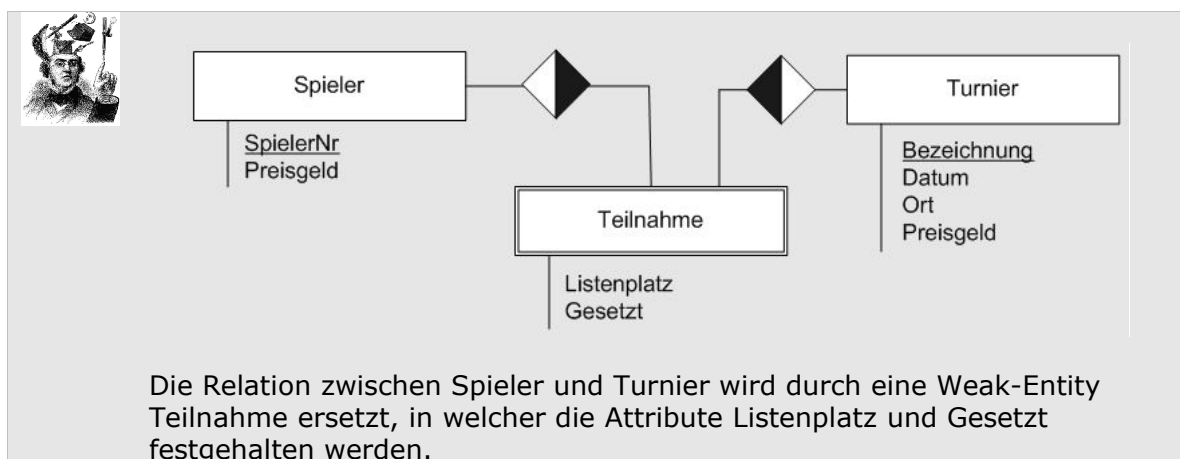 Spieler
Turnier
SpielerNr
Preisgeld
Bezeichnung
Datum
Ort
Preisgeld
Teilnahme
Listenplatz
Gesetzt
Die Relation zwischen Spieler und Turnier wird durch eine Weak-Entity
Teilnahme ersetzt, in welcher die Attribute Listenplatz und Gesetzt
festgehalten werden.